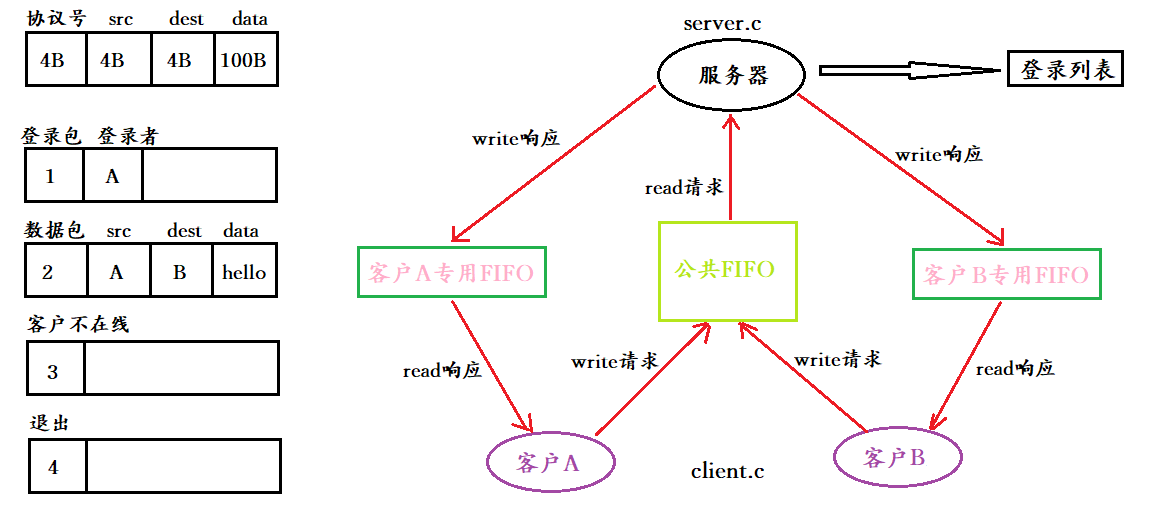 协议号 src dest data
4B 4B 4B 100B
登录包 登录者
1 A
数据包 src dest data
2 A B hello
客户不在线
3
退出
4
server.c
服务器
登录列表
write响应
write响应
read请求
客户A专用FIFO
公共FIFO
客户B专用FIFO
read响应
write请求
write请求
read响应
客户A
client.c
客户B